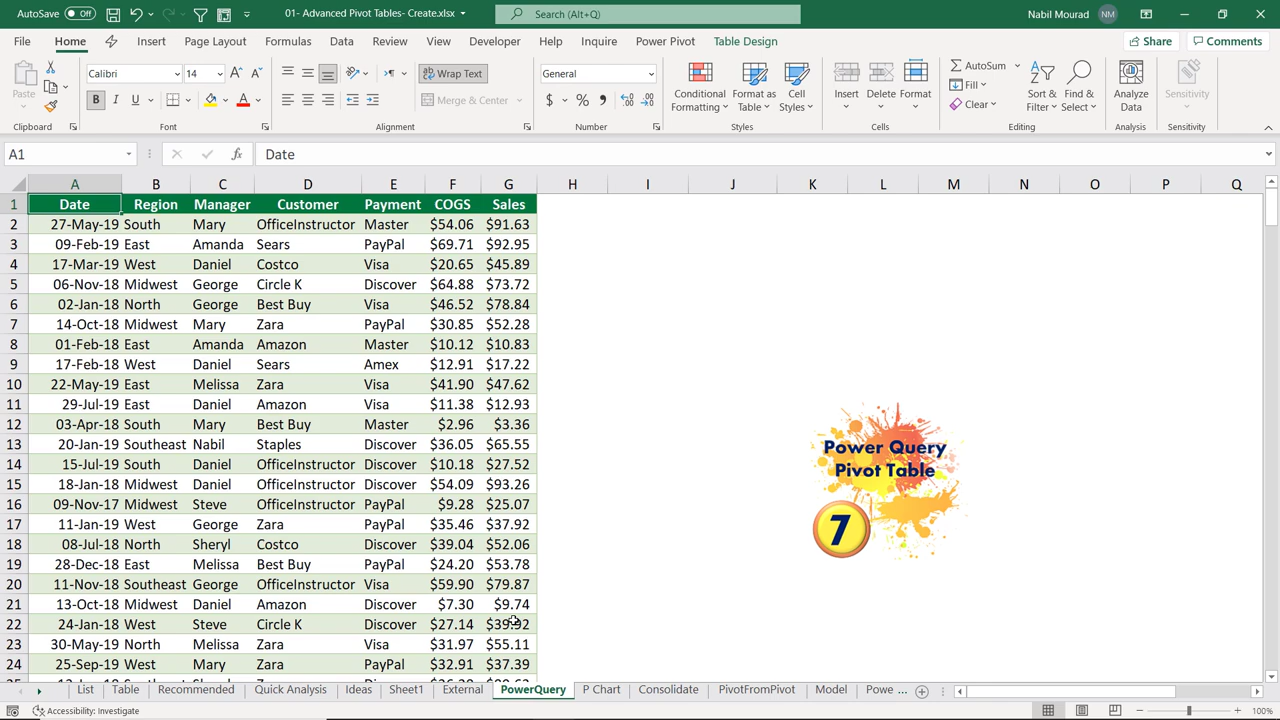 AutoSave Off 01- Advanced Pivot Tables- Create.xlsx Search (Alt+Q) Nabil Mourad NM
File Home Insert Page Layout Formulas Data Review View Developer Help Inquire Power Pivot Table Design Share Comments
Paste Calibri 14 Wrap Text General Conditional Formatting Format as Table Cell Styles Insert Delete Format AutoSum Sort & Filter Find & Select Analyze Data Sensitivity
B I U A Merge & Center $ % , Fill Clear
Clipboard Font Alignment Number Styles Cells Editing Analysis Sensitivity
A1 fx Date
A B C D E F G H I J K L M N O P Q
1 Date Region Manager Customer Payment COGS Sales
2 27-May-19 South Mary OfficeInstructor Master $54.06 $91.63
3 09-Feb-19 East Amanda Sears PayPal $69.71 $92.95
4 17-Mar-19 West Daniel Costco Visa $20.65 $45.89
5 06-Nov-18 Midwest George Circle K Discover $64.88 $73.72
6 02-Jan-18 North George Best Buy Visa $46.52 $78.84
7 14-Oct-18 Midwest Mary Zara PayPal $30.85 $52.28
8 01-Feb-18 East Amanda Amazon Master $10.12 $10.83
9 17-Feb-18 West Daniel Sears Amex $12.91 $17.22
10 22-May-19 East Melissa Zara Visa $41.90 $47.62
11 29-Jul-19 East Daniel Amazon Visa $11.38 $12.93
12 03-Apr-18 South Mary Best Buy Master $2.96 $3.36
13 20-Jan-19 Southeast Nabil Staples Discover $36.05 $65.55
14 15-Jul-19 South Daniel OfficeInstructor Discover $10.18 $27.52
15 18-Jan-18 Midwest Daniel OfficeInstructor Discover $54.09 $93.26
16 09-Nov-17 Midwest Steve OfficeInstructor PayPal $9.28 $25.07
17 11-Jan-19 West George Zara PayPal $35.46 $37.92
18 08-Jul-18 North Sheryl Costco Discover $39.04 $52.06
19 28-Dec-18 East Melissa Best Buy PayPal $24.20 $53.78
20 11-Nov-18 Southeast George OfficeInstructor Visa $59.90 $79.87
21 13-Oct-18 Midwest Daniel Amazon Discover $7.30 $9.74
22 24-Jan-18 West Steve Circle K Discover $27.14 $39.92
23 30-May-19 North Melissa Zara Visa $31.97 $55.11
24 25-Sep-19 West Mary Zara PayPal $32.91 $37.39
Power Query
Pivot Table
7
List Table Recommended Quick Analysis Ideas Sheet1 External PowerQuery P Chart Consolidate PivotFromPivot Model Powe ...
Accessibility: Investigate 100%